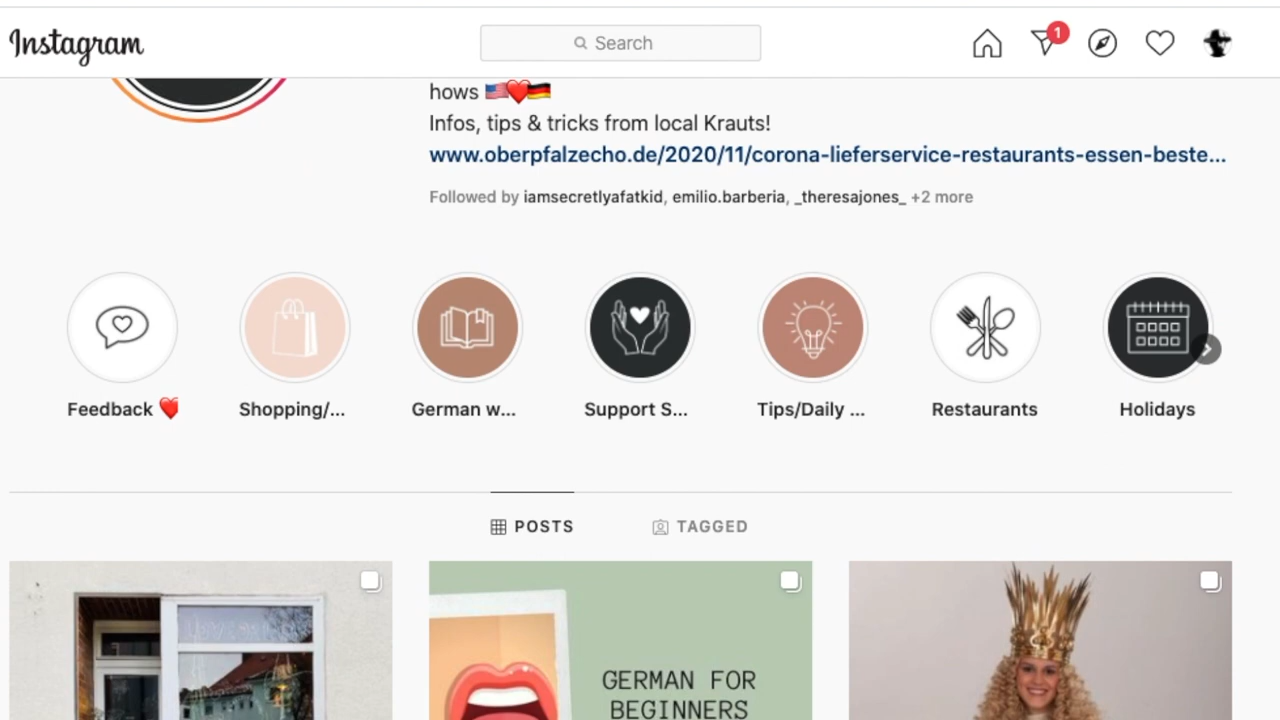 Instagram
Search
1
hows 🇺🇸❤️🇩🇪
Infos, tips & tricks from local Krauts!
www.oberpfalzecho.de/2020/11/corona-lieferservice-restaurants-essen-beste...
Followed by iamsecretlyafatkid, emilio.barberia, _theresajones_ +2 more
Feedback ❤️
Shopping/...
German w...
Support S...
Tips/Daily ...
Restaurants
Holidays
POSTS
TAGGED
GERMAN FOR
BEGINNERS